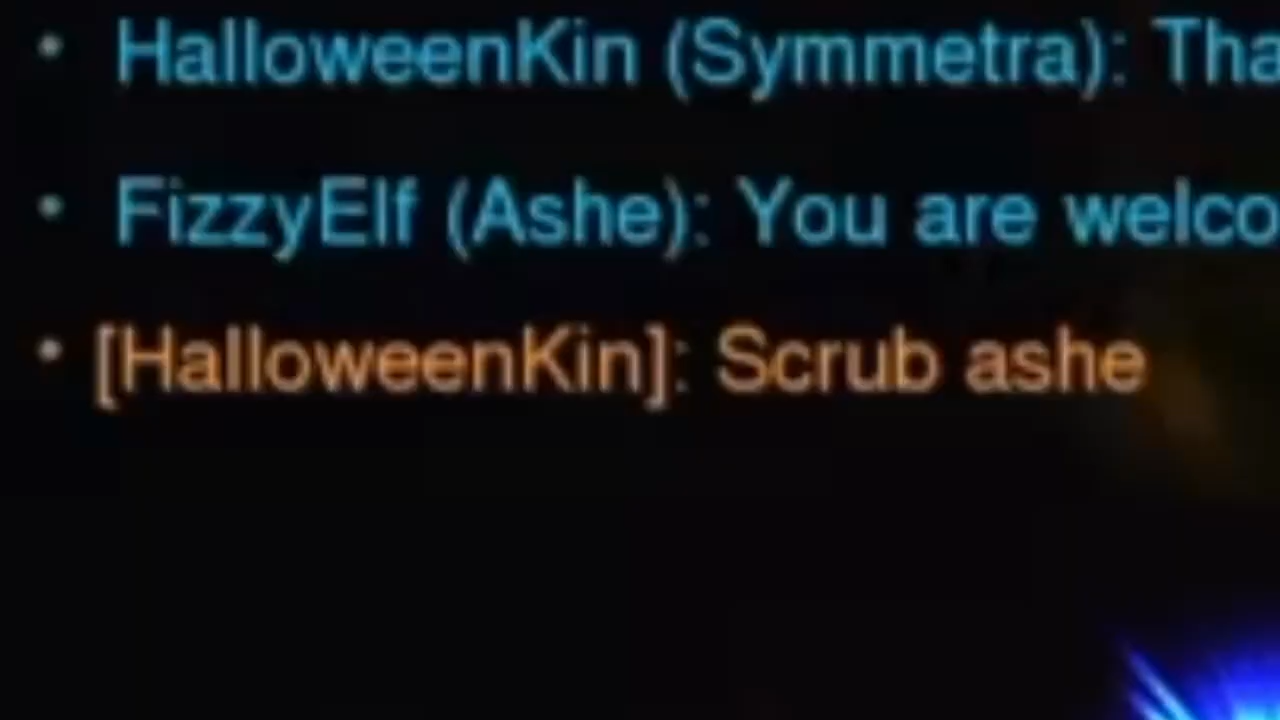 HalloweenKin (Symmetra): Tha
FizzyElf (Ashe): You are welco
[HalloweenKin]: Scrub ashe